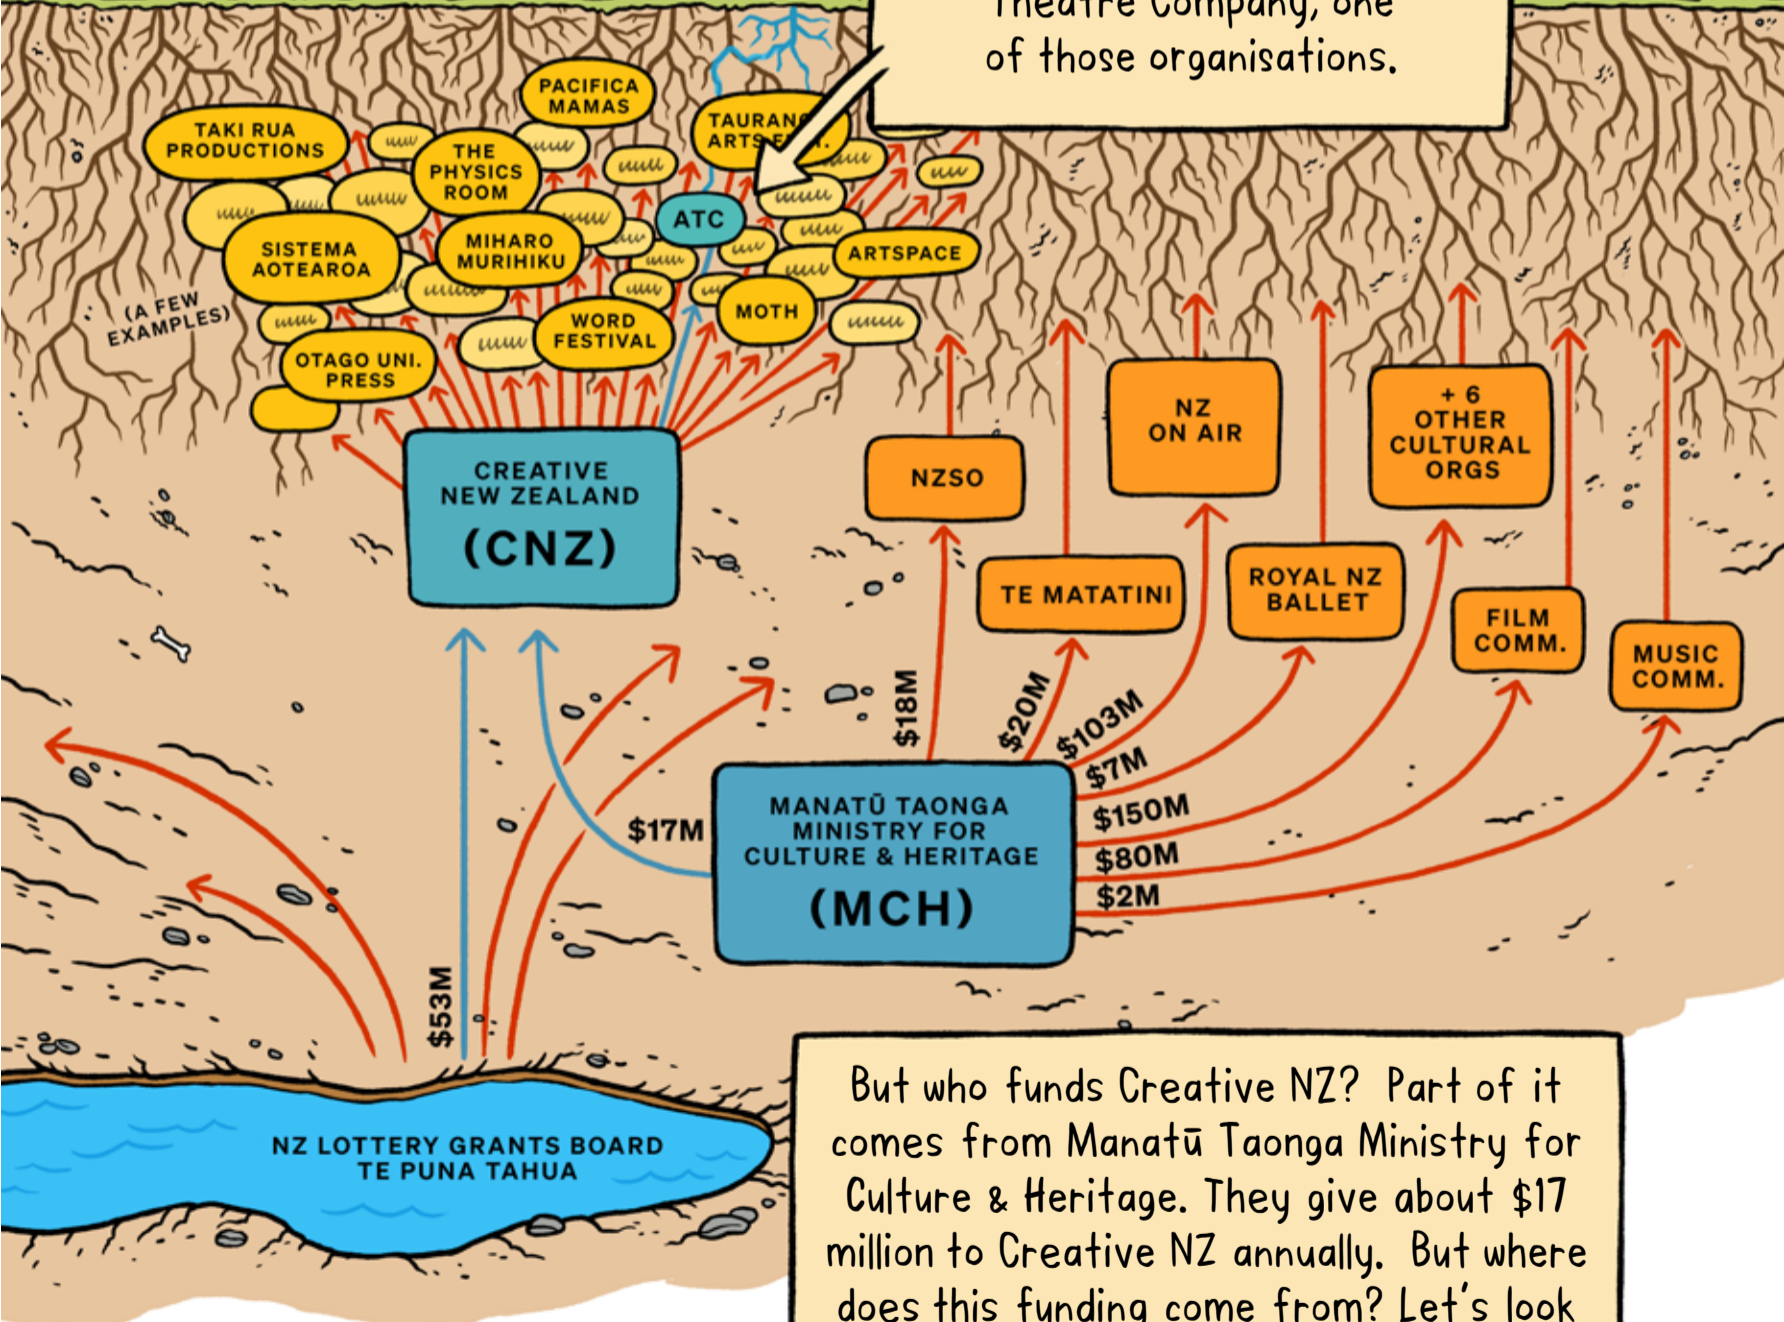 Theatre Company, one
of those organisations.
PACIFICA
MAMAS
TAKI RUA
PRODUCTIONS
THE
PHYSICS
ROOM
ATC
SISTEMA
AOTEAROA
MIHARO
MURIHIKU
ARTSPACE
(A FEW
EXAMPLES)
WORD
FESTIVAL
MOTH
OTAGO UNI.
PRESS
CREATIVE
NEW ZEALAND
(CNZ)
NZSO
TE MATATINI
NZ
ON AIR
ROYAL NZ
BALLET
+ 6
OTHER
CULTURAL
ORGS
FILM
COMM.
MUSIC
COMM.
$18M
$20M
$103M
$7M
$150M
$80M
$2M
$17M
MANATŪ TAONGA
MINISTRY FOR
CULTURE & HERITAGE
(MCH)
$53M
NZ LOTTERY GRANTS BOARD
TE PUNA TAHUA
But who funds Creative NZ? Part of it
comes from Manatū Taonga Ministry for
Culture & Heritage. They give about $17
million to Creative NZ annually. But where
does this funding come from? Let's look